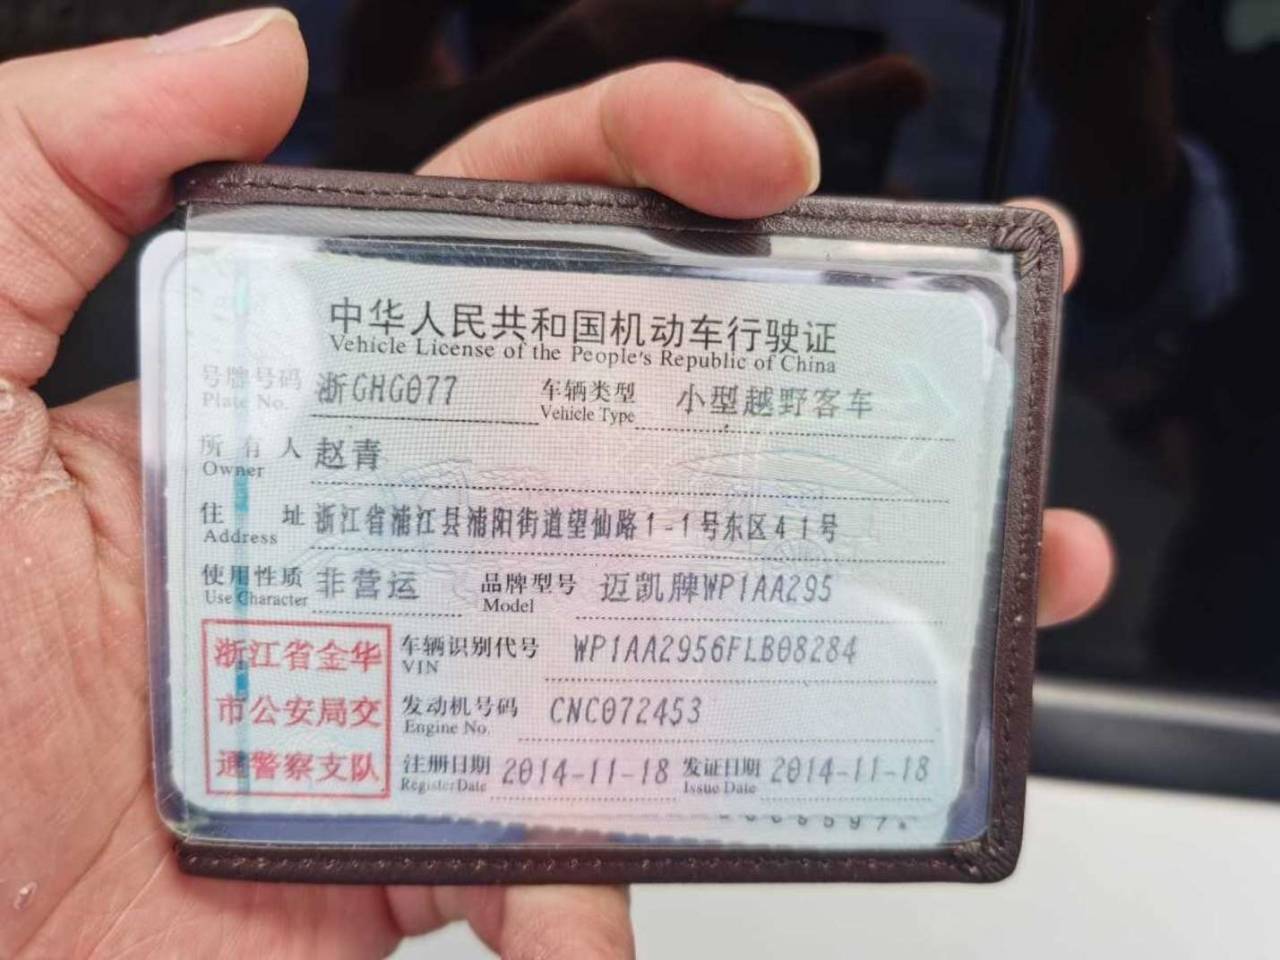 中华人民共和国机动车行驶证
Vehicle License of the People's Republic of China
号牌号码 浙GHG077 车辆类型 小型越野客车
Plate No. Vehicle Type
所有人 赵青
Owner
住址 浙江省浦江县浦阳街道望仙路1-1号东区41号
Address
使用性质 非营运 品牌型号 迈凯牌WP1AA295
Use Character Model
浙江省金华
市公安局交
通警察支队
车辆识别代号 WP1AA2956FLB08284
VIN
发动机号码 CNC072453
Engine No.
注册日期 2014-11-18 发证日期 2014-11-18
Register Date Issue Date